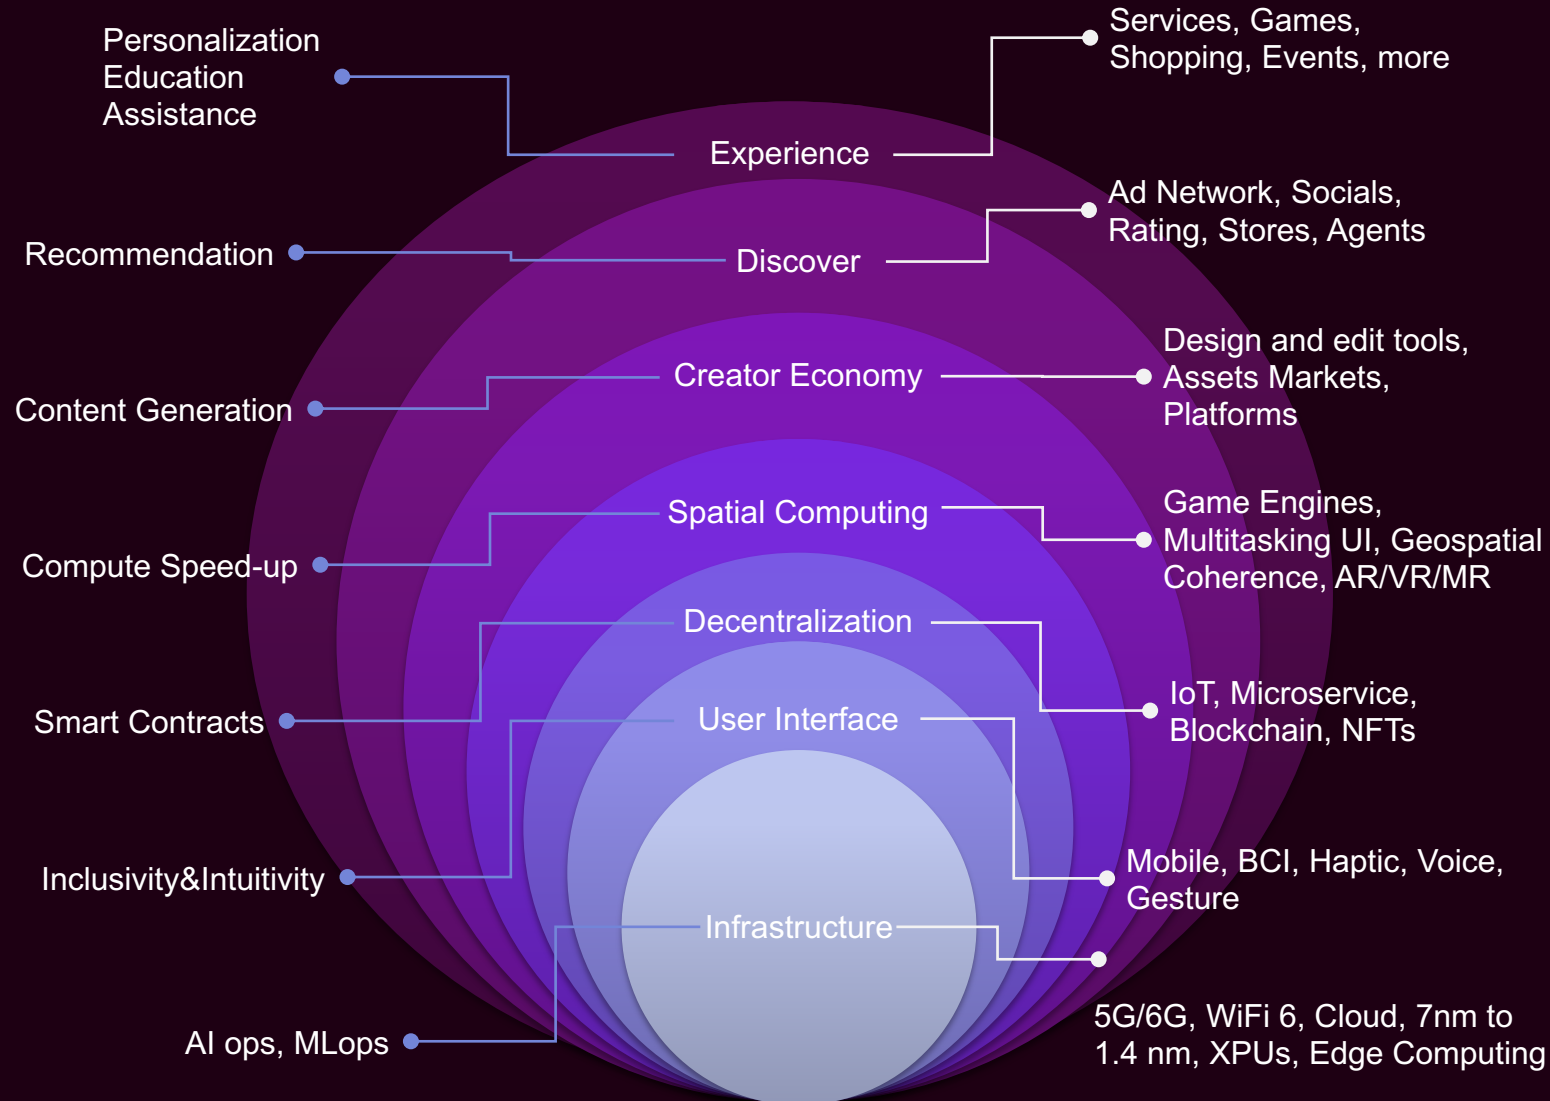 Personalization
Education
Assistance
Services, Games,
Shopping, Events, more
Experience
Recommendation
Discover
Ad Network, Socials,
Rating, Stores, Agents
Content Generation
Creator Economy
Design and edit tools,
Assets Markets,
Platforms
Compute Speed-up
Spatial Computing
Game Engines,
Multitasking UI, Geospatial
Coherence, AR/VR/MR
Smart Contracts
Decentralization
IoT, Microservice,
Blockchain, NFTs
Inclusivity&Intuitivity
User Interface
Mobile, BCI, Haptic, Voice,
Gesture
AI ops, MLops
Infrastructure
5G/6G, WiFi 6, Cloud, 7nm to
1.4 nm, XPUs, Edge Computing